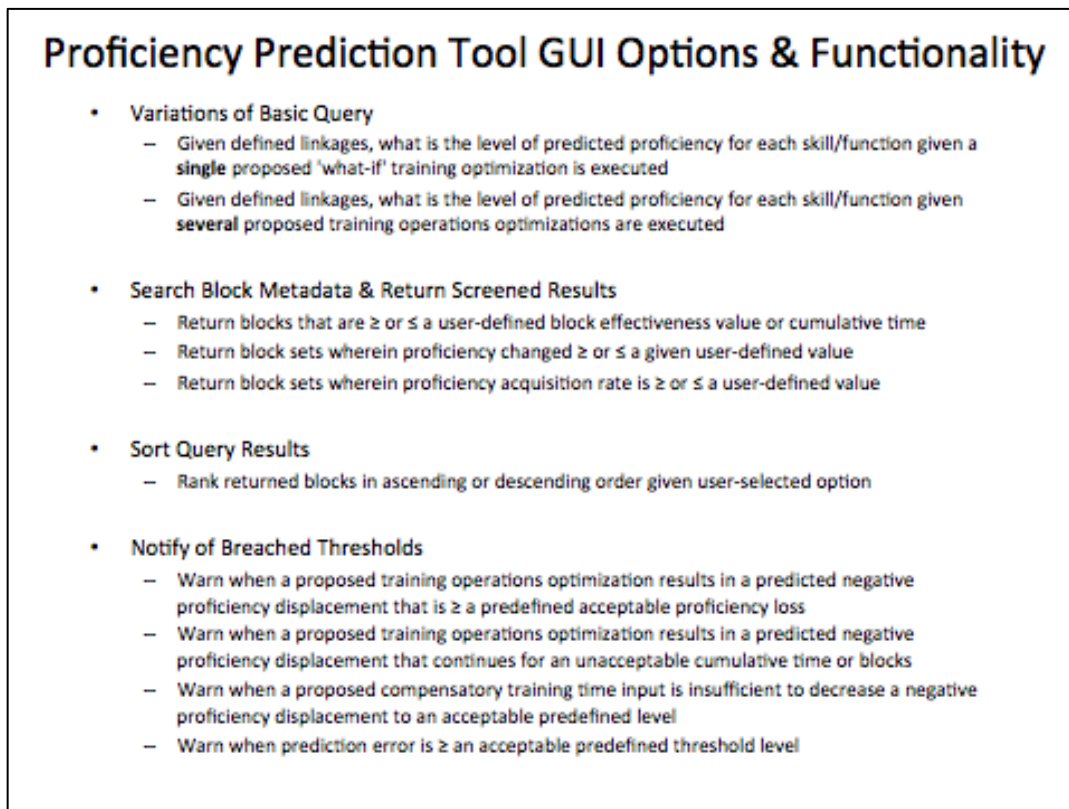 Proficiency Prediction Tool GUI Options & Functionality
• Variations of Basic Query
– Given defined linkages, what is the level of predicted proficiency for each skill/function given a
single proposed 'what-if' training optimization is executed
– Given defined linkages, what is the level of predicted proficiency for each skill/function given
several proposed training operations optimizations are executed
• Search Block Metadata & Return Screened Results
– Return blocks that are ≥ or ≤ a user-defined block effectiveness value or cumulative time
– Return block sets wherein proficiency changed ≥ or ≤ a given user-defined value
– Return block sets wherein proficiency acquisition rate is ≥ or ≤ a user-defined value
• Sort Query Results
– Rank returned blocks in ascending or descending order given user-selected option
• Notify of Breached Thresholds
– Warn when a proposed training operations optimization results in a predicted negative
proficiency displacement that is ≥ a predefined acceptable proficiency loss
– Warn when a proposed training operations optimization results in a predicted negative
proficiency displacement that continues for an unacceptable cumulative time or blocks
– Warn when a proposed compensatory training time input is insufficient to decrease a negative
proficiency displacement to an acceptable predefined level
– Warn when prediction error is ≥ an acceptable predefined threshold level